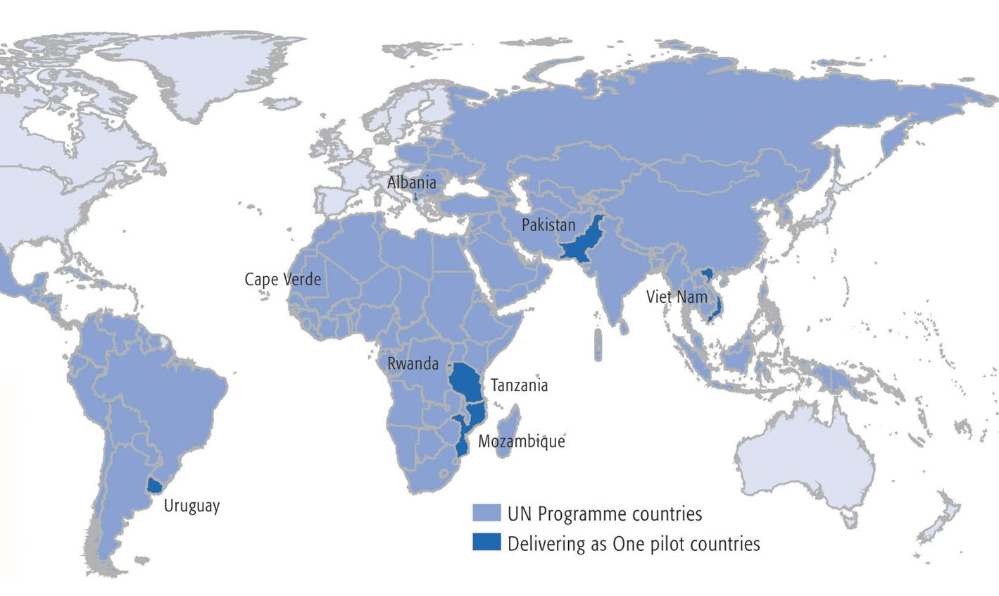 Albania
Pakistan
Cape Verde
Viet Nam
Rwanda
Tanzania
Mozambique
Uruguay
UN Programme countries
Delivering as One pilot countries